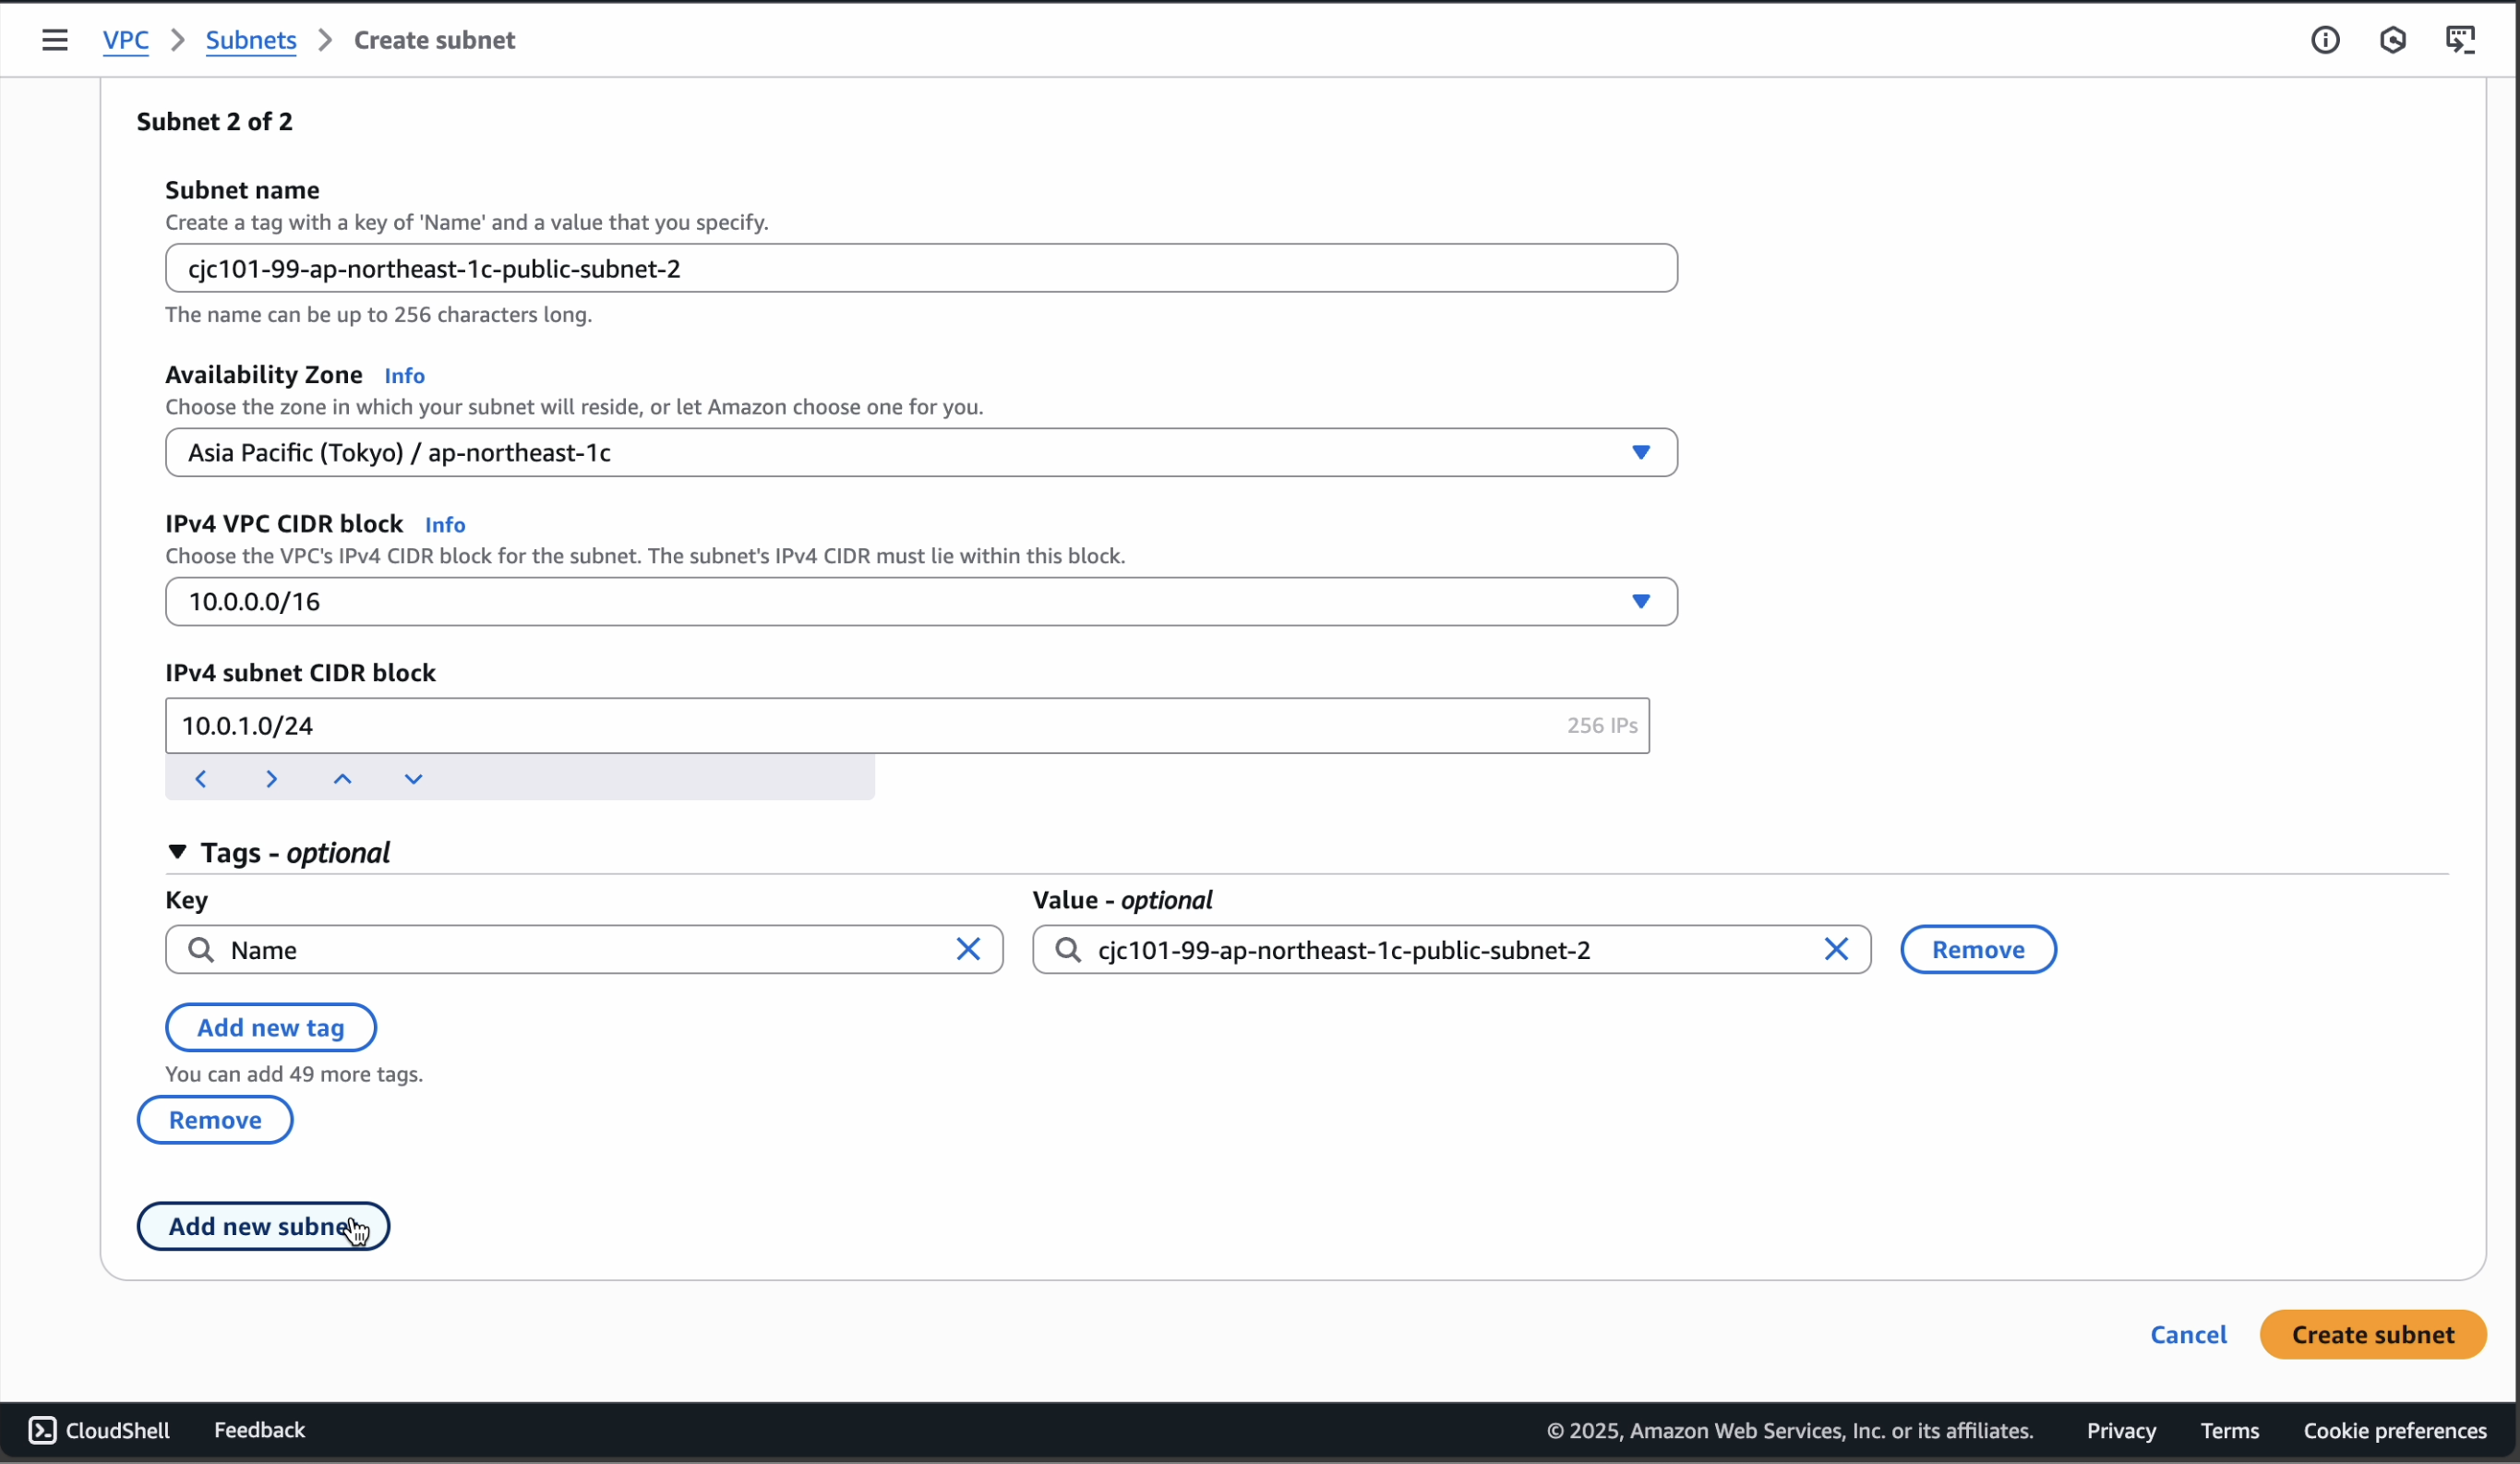 VPC > Subnets > Create subnet
Subnet 2 of 2
Subnet name
Create a tag with a key of 'Name' and a value that you specify.
cjc101-99-ap-northeast-1c-public-subnet-2
The name can be up to 256 characters long.
Availability Zone Info
Choose the zone in which your subnet will reside, or let Amazon choose one for you.
Asia Pacific (Tokyo) / ap-northeast-1c
IPv4 VPC CIDR block Info
Choose the VPC's IPv4 CIDR block for the subnet. The subnet's IPv4 CIDR must lie within this block.
10.0.0.0/16
IPv4 subnet CIDR block
10.0.1.0/24 256 IPs
Tags - optional
Key Value - optional
Name cjc101-99-ap-northeast-1c-public-subnet-2 Remove
Add new tag
You can add 49 more tags.
Remove
Add new subnet
Cancel Create subnet
CloudShell Feedback © 2025, Amazon Web Services, Inc. or its affiliates. Privacy Terms Cookie preferences